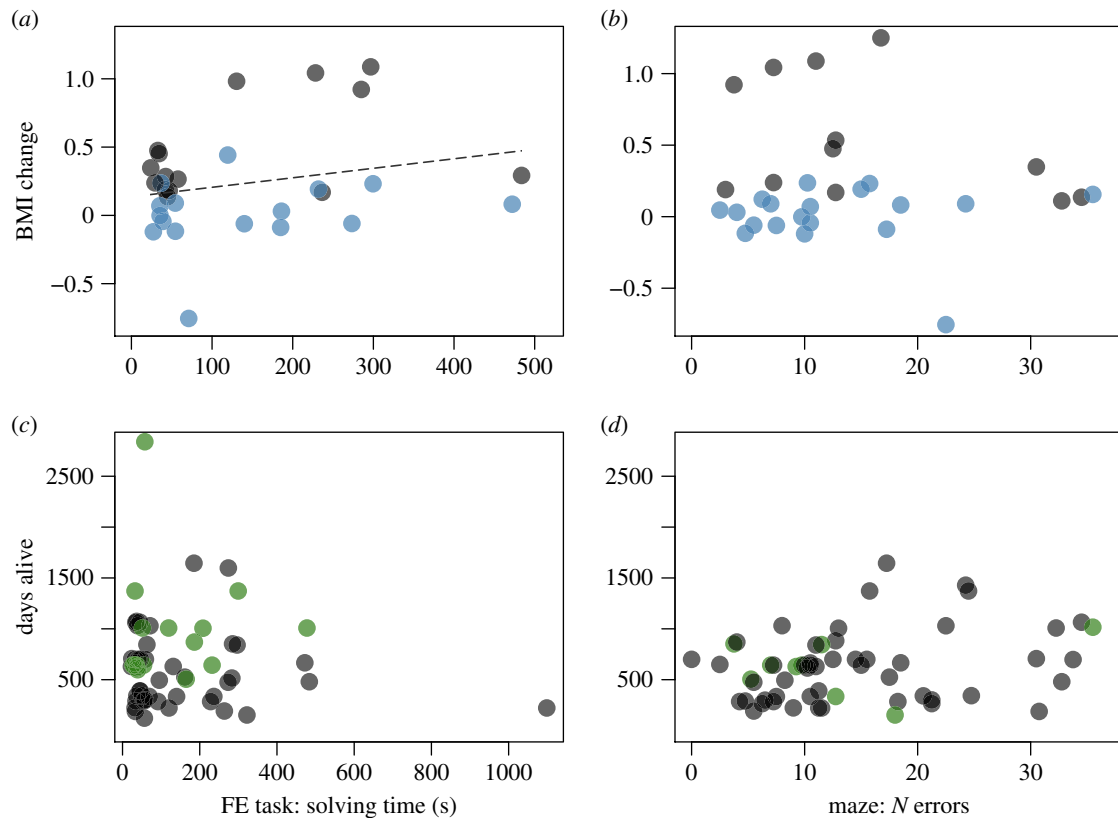 (a)
(b)
BMI change
1.0
0.5
0
−0.5
0 100 200 300 400 500
1.0
0.5
0
−0.5
0 10 20 30
(c)
(d)
days alive
2500
1500
500
0 200 400 600 800 1000
FE task: solving time (s)
2500
1500
500
0 10 20 30
maze: N errors